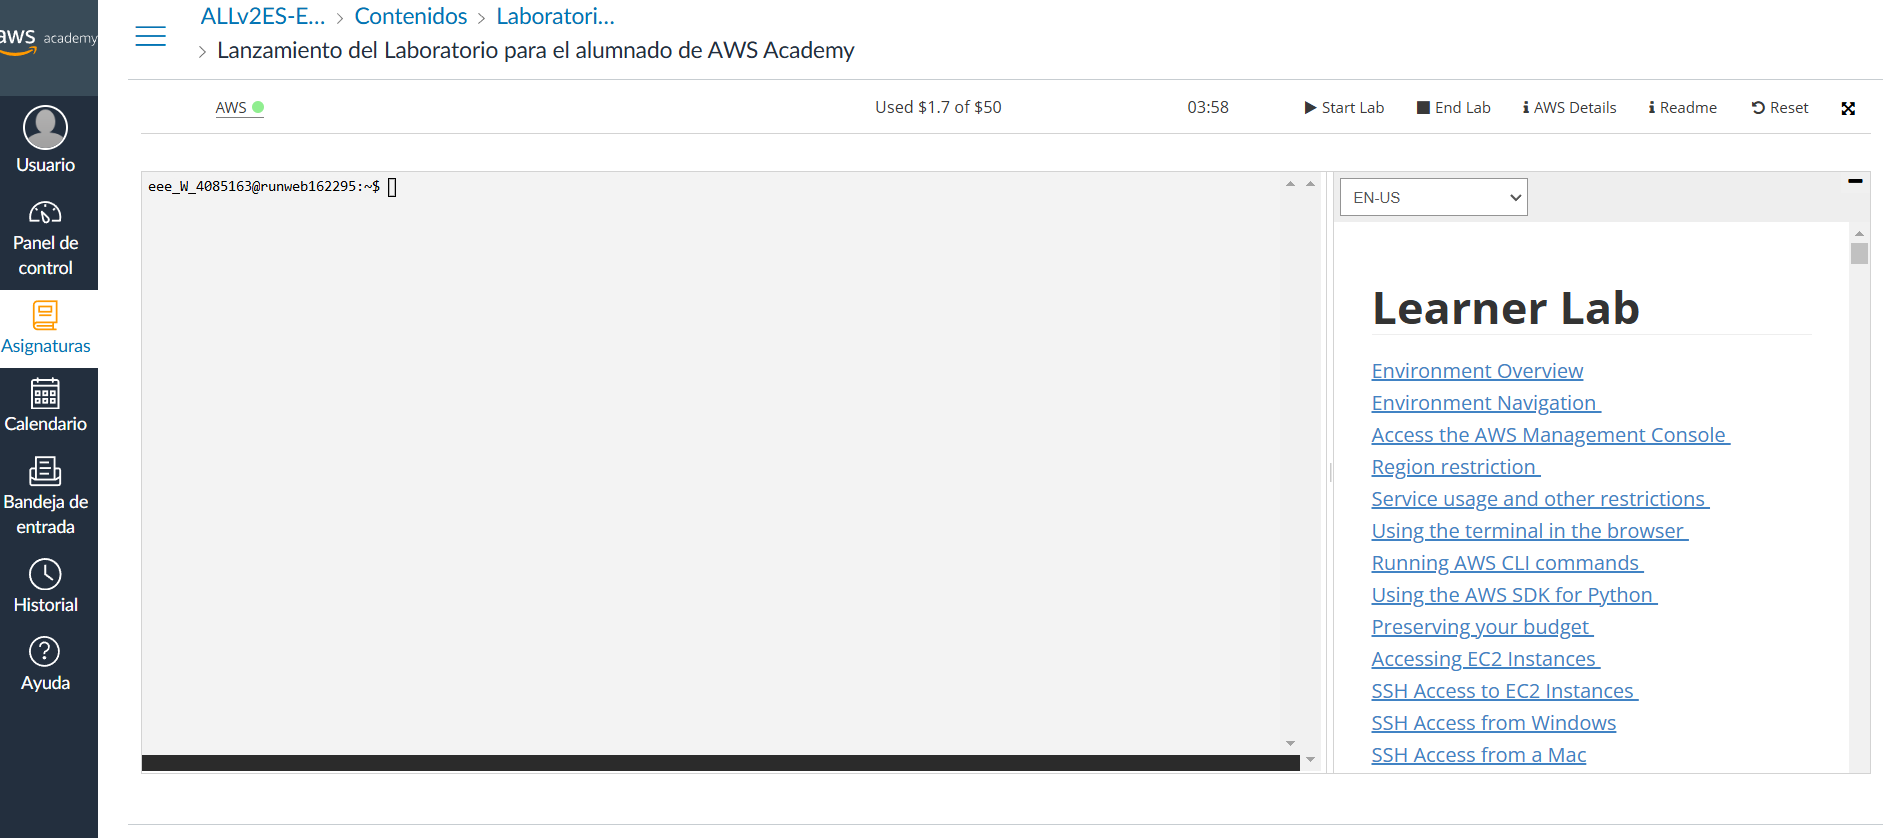 aws academy
ALLv2ES-E... > Contenidos > Laboratori...
> Lanzamiento del Laboratorio para el alumnado de AWS Academy
AWS
Used $1.7 of $50
03:58
Start Lab
End Lab
AWS Details
Readme
Reset
Usuario
Panel de
control
Asignaturas
Calendario
Bandeja de
entrada
Historial
Ayuda
eee_W_4085163@runweb162295:~$
EN-US
Learner Lab
Environment Overview
Environment Navigation
Access the AWS Management Console
Region restriction
Service usage and other restrictions
Using the terminal in the browser
Running AWS CLI commands
Using the AWS SDK for Python
Preserving your budget
Accessing EC2 Instances
SSH Access to EC2 Instances
SSH Access from Windows
SSH Access from a Mac